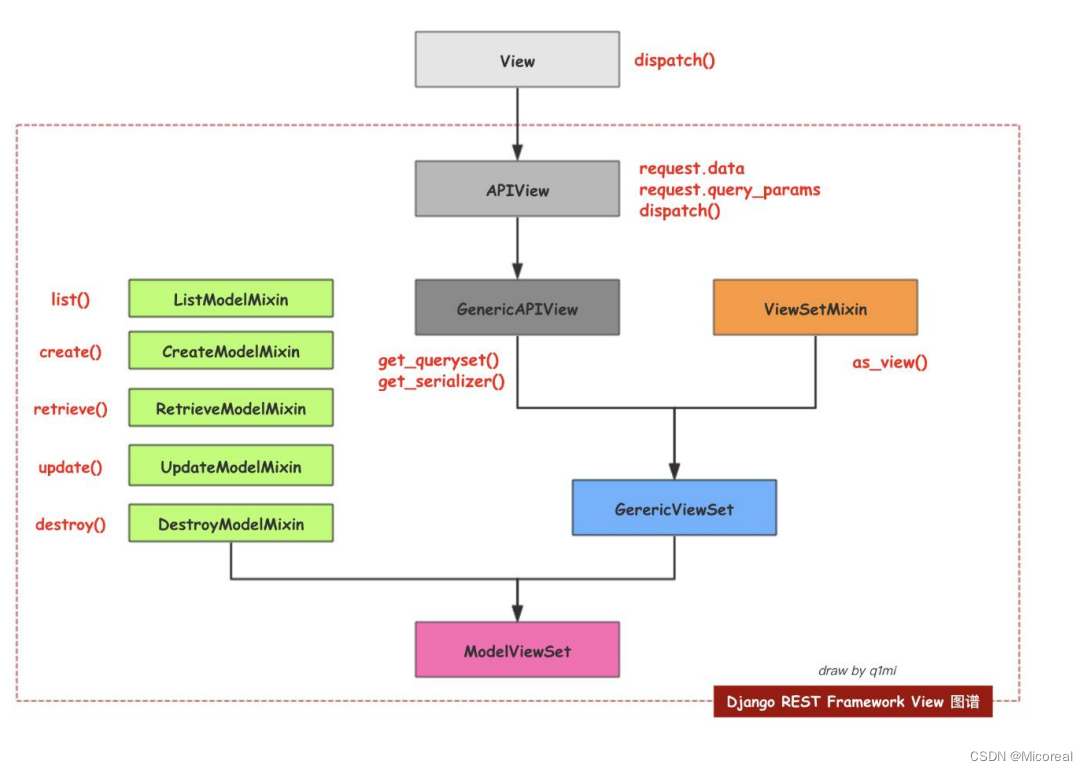 View
dispatch()
APIView
request.data
request.query_params
dispatch()
list()
ListModelMixin
GenericAPIView
ViewSetMixin
create()
CreateModelMixin
get_queryset()
get_serializer()
as_view()
retrieve()
RetrieveModelMixin
update()
UpdateModelMixin
destroy()
DestroyModelMixin
GerericViewSet
ModelViewSet
draw by q1mi
Django REST Framework View 图谱
CSDN @Micoreal